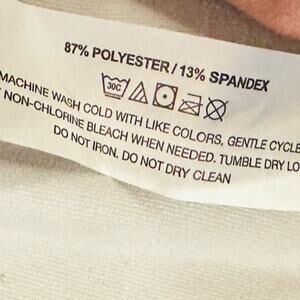 87% POLYESTER / 13% SPANDEX
30C
MACHINE WASH COLD WITH LIKE COLORS, GENTLE CYCLE
NON-CHLORINE BLEACH WHEN NEEDED. TUMBLE DRY LO
DO NOT IRON. DO NOT DRY CLEAN